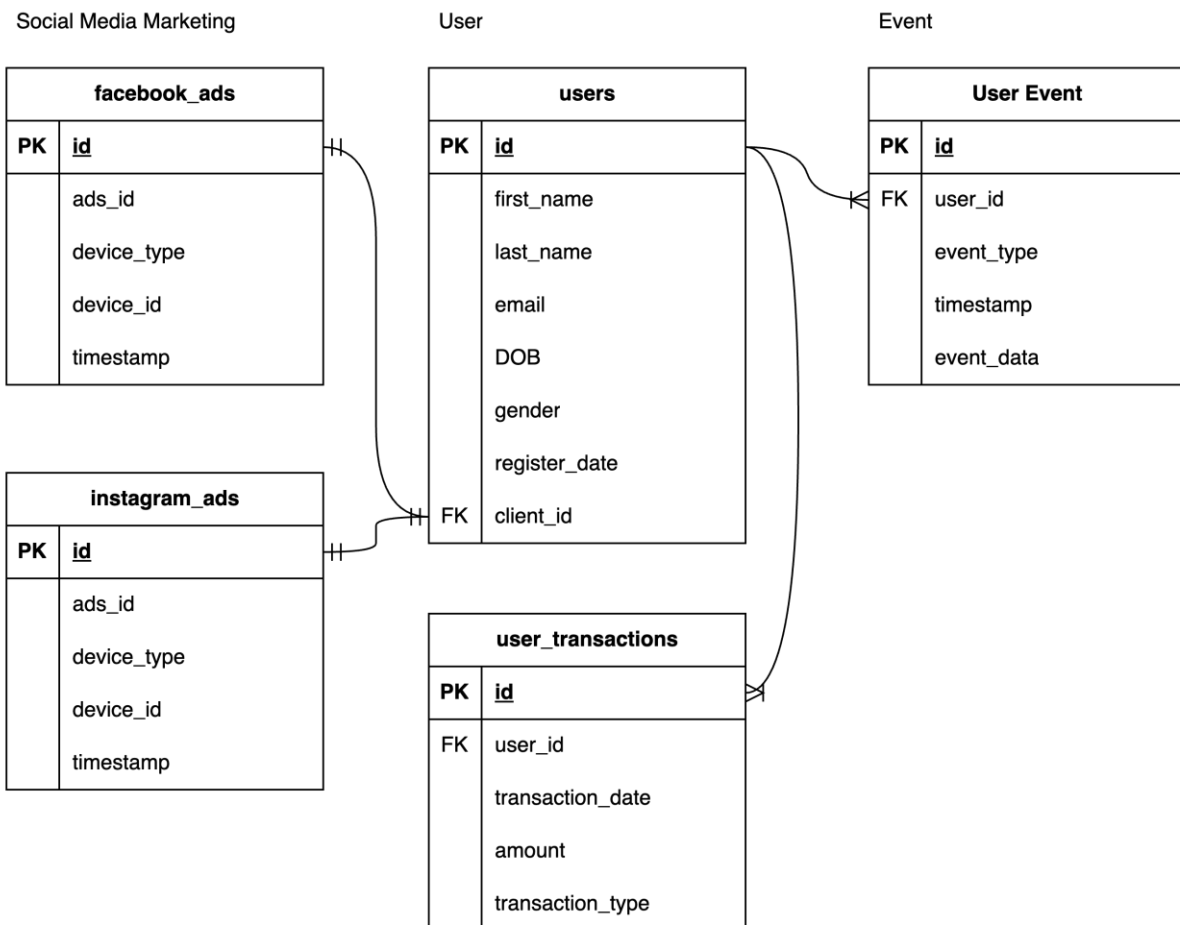 Social Media Marketing
User
Event
facebook_ads
PK id
ads_id
device_type
device_id
timestamp
instagram_ads
PK id
ads_id
device_type
device_id
timestamp
users
PK id
first_name
last_name
email
DOB
gender
register_date
FK client_id
user_transactions
PK id
FK user_id
transaction_date
amount
transaction_type
User Event
PK id
FK user_id
event_type
timestamp
event_data